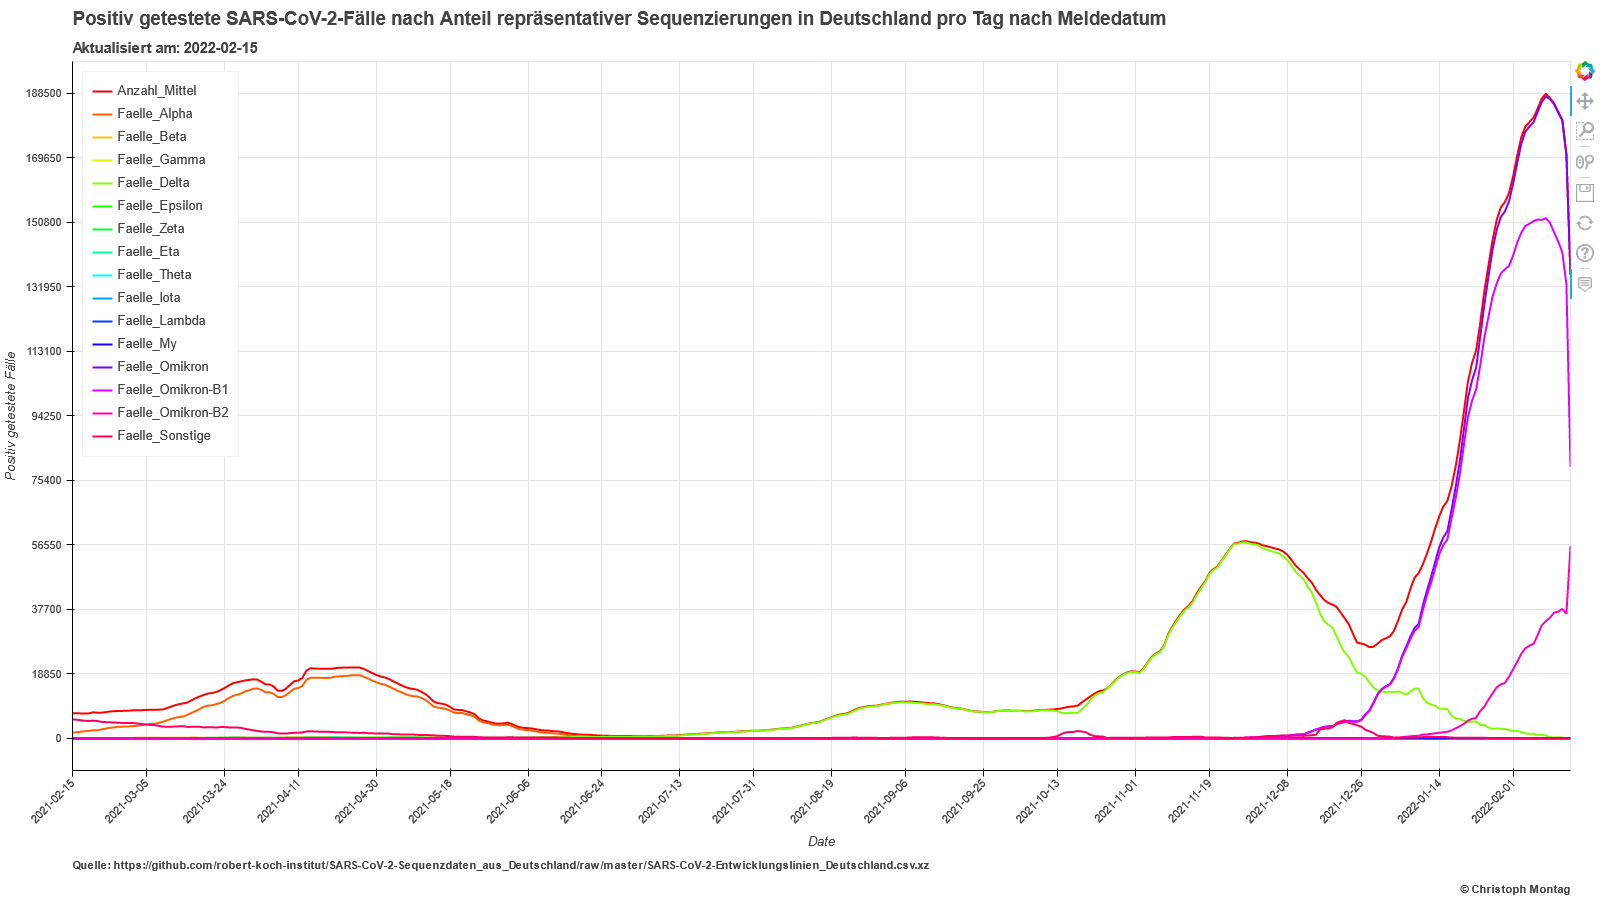 Positiv getestete SARS-CoV-2-Fälle nach Anteil repräsentativer Sequenzierungen in Deutschland pro Tag nach Meldedatum
Aktualisiert am: 2022-02-15
Anzahl_Mittel
Faelle_Alpha
Faelle_Beta
Faelle_Gamma
Faelle_Delta
Faelle_Epsilon
Faelle_Zeta
Faelle_Eta
Faelle_Theta
Faelle_Iota
Faelle_Lambda
Faelle_My
Faelle_Omikron
Faelle_Omikron-B1
Faelle_Omikron-B2
Faelle_Sonstige
188500
169650
150800
131950
113100
94250
75400
56550
37700
18850
0
Positiv getestete Fälle
2021-02-15
2021-03-05
2021-03-24
2021-04-11
2021-04-30
2021-05-18
2021-06-06
2021-06-24
2021-07-13
2021-07-31
2021-08-19
2021-09-06
2021-09-25
2021-10-13
2021-11-01
2021-11-19
2021-12-08
2021-12-26
2022-01-14
2022-02-01
Date
Quelle: https://github.com/robert-koch-institut/SARS-CoV-2-Sequenzdaten_aus_Deutschland/raw/master/SARS-CoV-2-Entwicklungslinien_Deutschland.csv.xz
© Christoph Montag